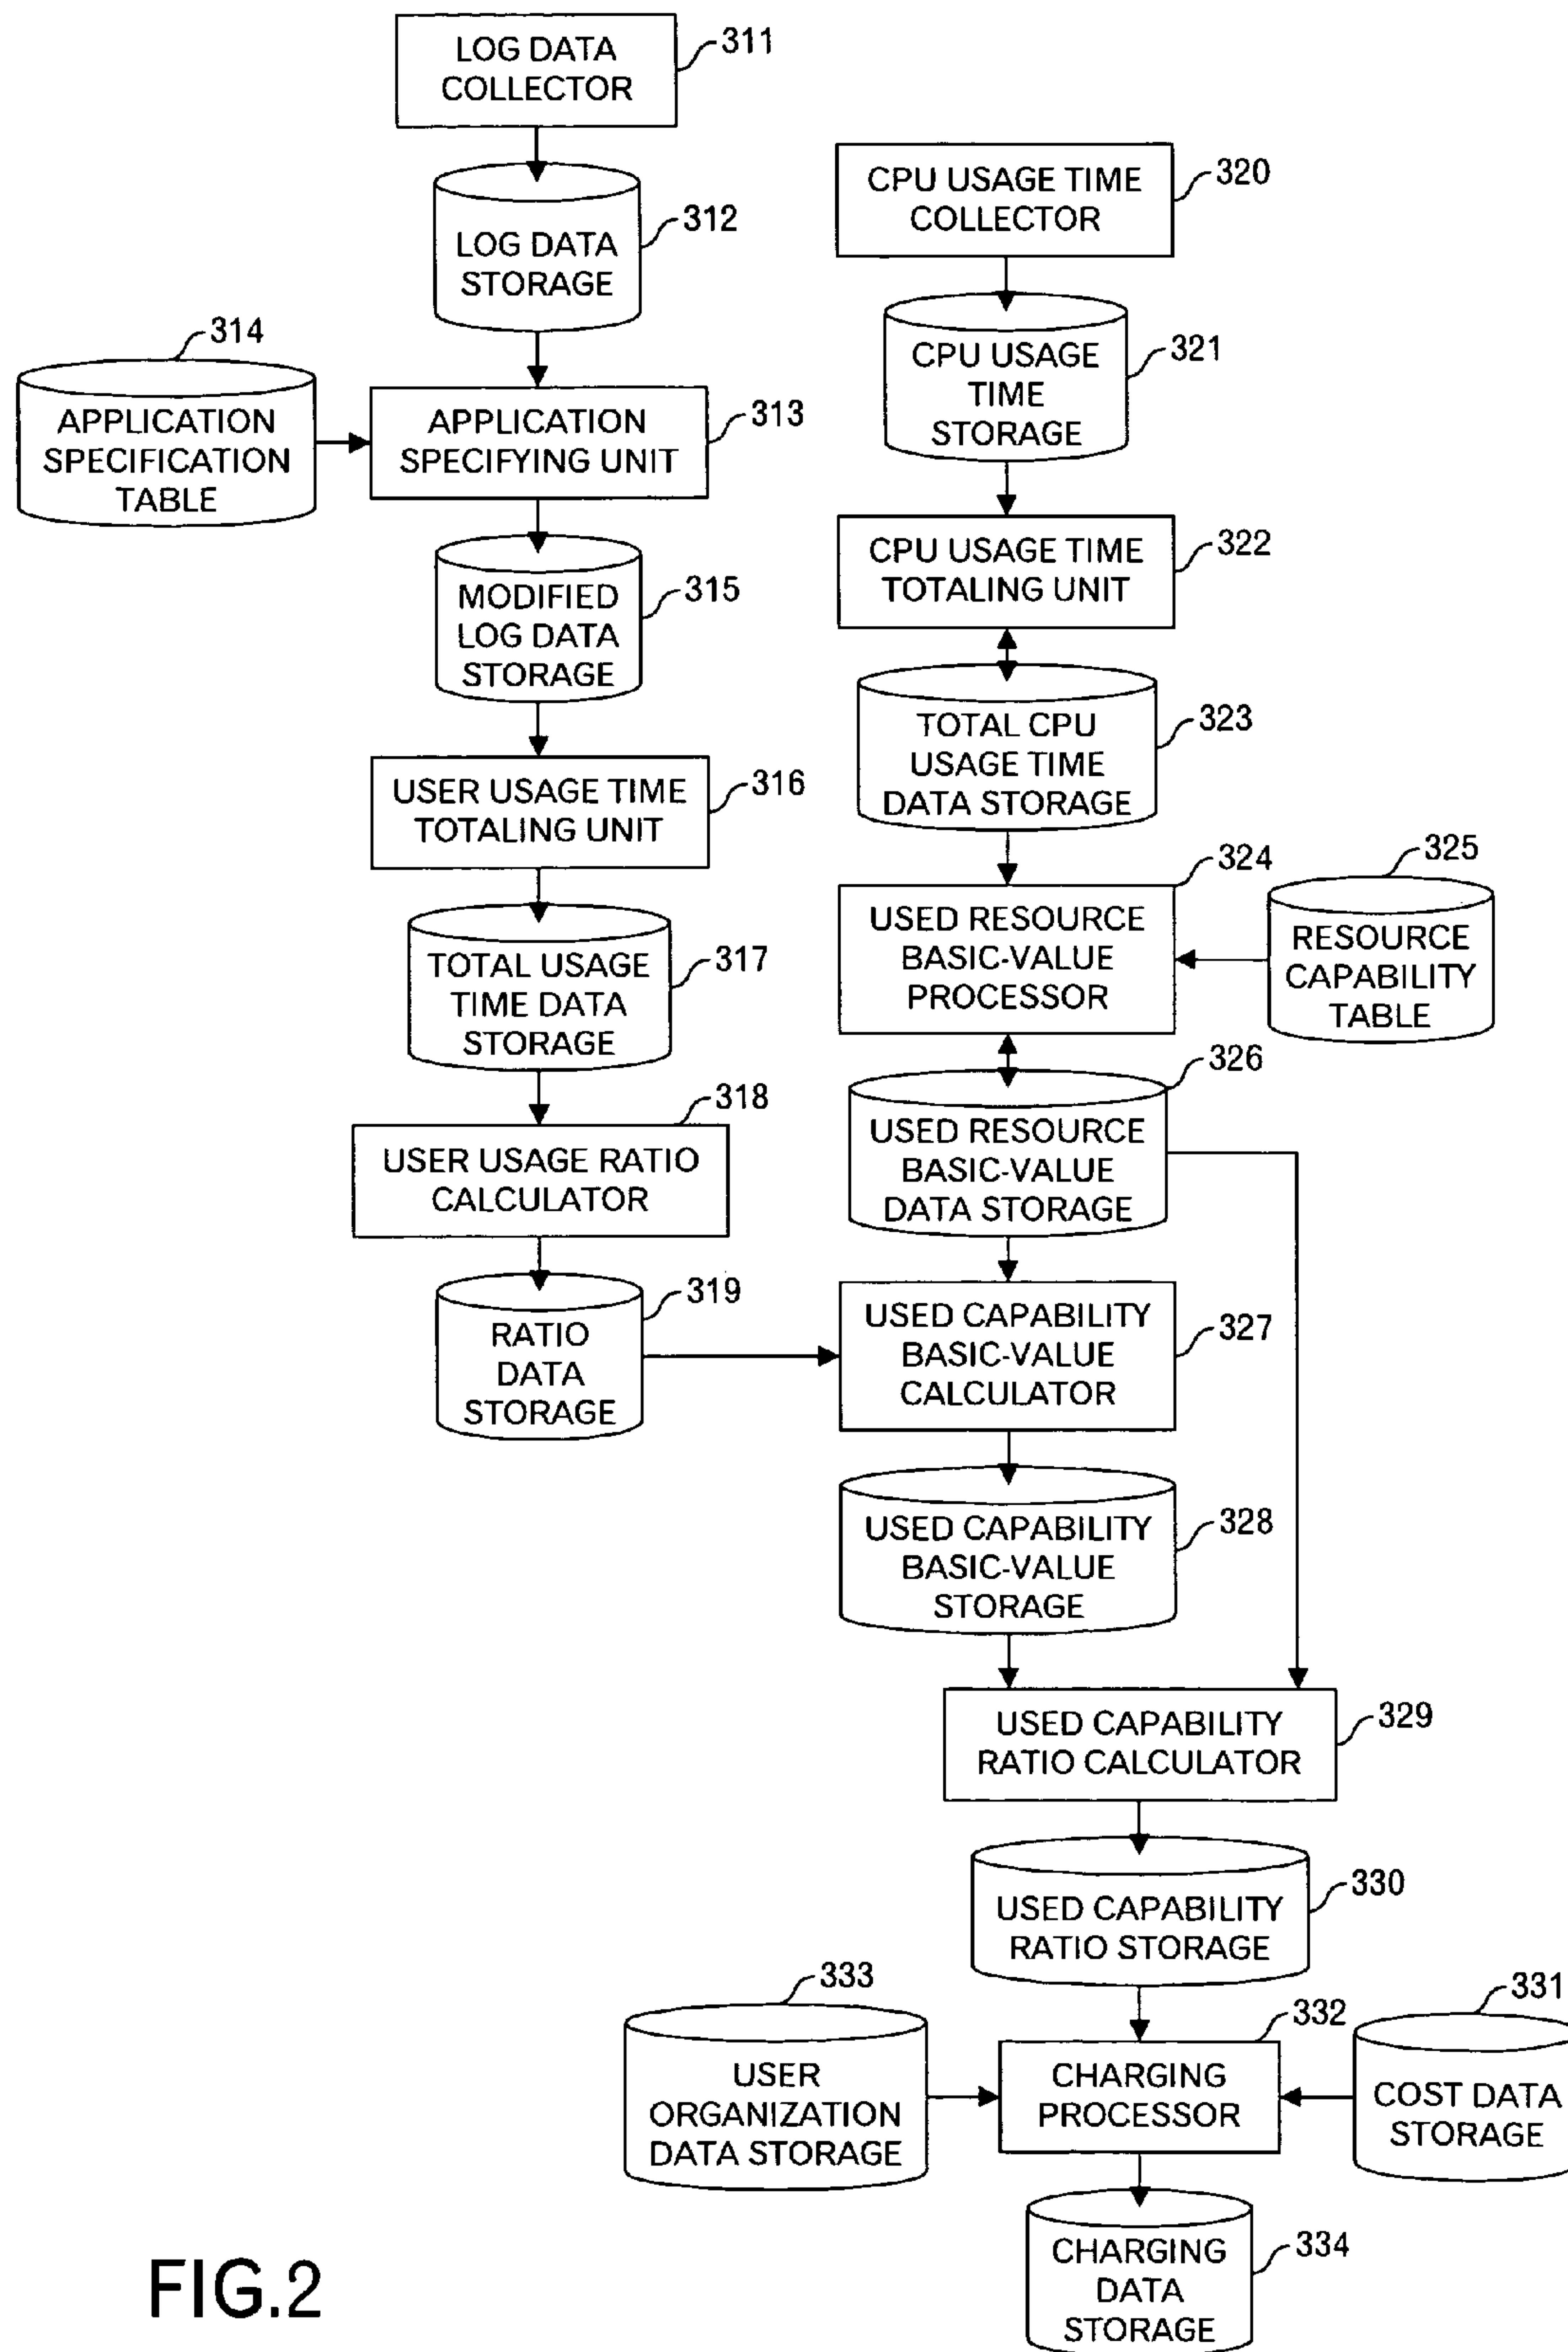 LOG DATA
COLLECTOR
311
LOG DATA
STORAGE
312
314
APPLICATION
SPECIFICATION
TABLE
APPLICATION
SPECIFYING UNIT
313
MODIFIED
LOG DATA
STORAGE
315
USER USAGE TIME
TOTALING UNIT
316
TOTAL USAGE
TIME DATA
STORAGE
317
318
USER USAGE RATIO
CALCULATOR
RATIO
DATA
STORAGE
319
CPU USAGE TIME
COLLECTOR
320
CPU USAGE
TIME
STORAGE
321
CPU USAGE TIME
TOTALING UNIT
322
TOTAL CPU
USAGE TIME
DATA STORAGE
323
324
USED RESOURCE
BASIC-VALUE
PROCESSOR
325
RESOURCE
CAPABILITY
TABLE
326
USED RESOURCE
BASIC-VALUE
DATA STORAGE
USED CAPABILITY
BASIC-VALUE
CALCULATOR
327
USED CAPABILITY
BASIC-VALUE
STORAGE
328
USED CAPABILITY
RATIO CALCULATOR
329
USED CAPABILITY
RATIO STORAGE
330
333
USER
ORGANIZATION
DATA STORAGE
332
CHARGING
PROCESSOR
331
COST DATA
STORAGE
CHARGING
DATA
STORAGE
334
FIG.2